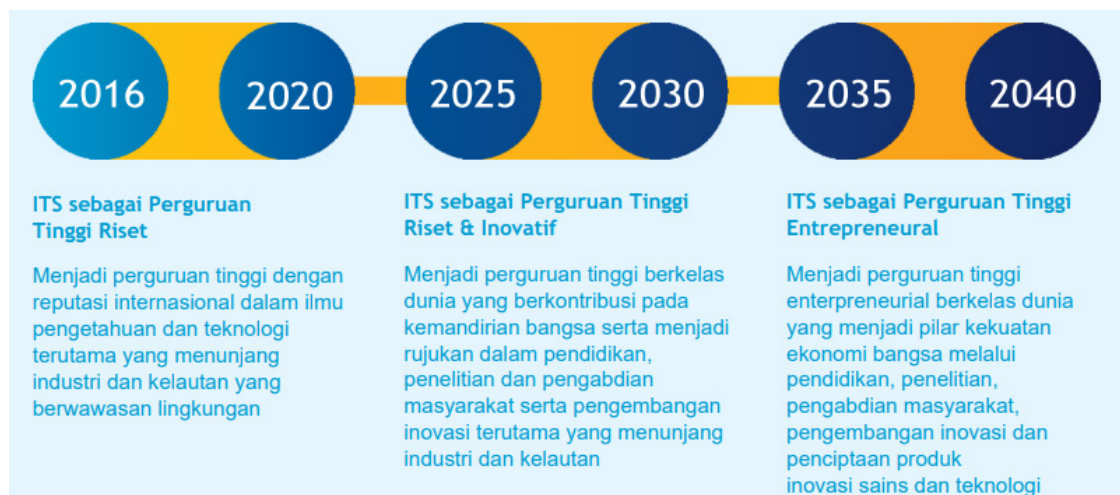 2016
2020
2025
2030
2035
2040
ITS sebagai Perguruan
Tinggi Riset
Menjadi perguruan tinggi dengan
reputasi internasional dalam ilmu
pengetahuan dan teknologi
terutama yang menunjang
industri dan kelautan yang
berwawasan lingkungan
ITS sebagai Perguruan Tinggi
Riset & Inovatif
Menjadi perguruan tinggi berkelas
dunia yang berkontribusi pada
kemandirian bangsa serta menjadi
rujukan dalam pendidikan,
penelitian dan pengabdian
masyarakat serta pengembangan
inovasi terutama yang menunjang
industri dan kelautan
ITS sebagai Perguruan Tinggi
Entrepreneural
Menjadi perguruan tinggi
enterpreneurial berkelas dunia
yang menjadi pilar kekuatan
ekonomi bangsa melalui
pendidikan, penelitian,
pengabdian masyarakat,
pengembangan inovasi dan
penciptaan produk
inovasi sains dan teknologi